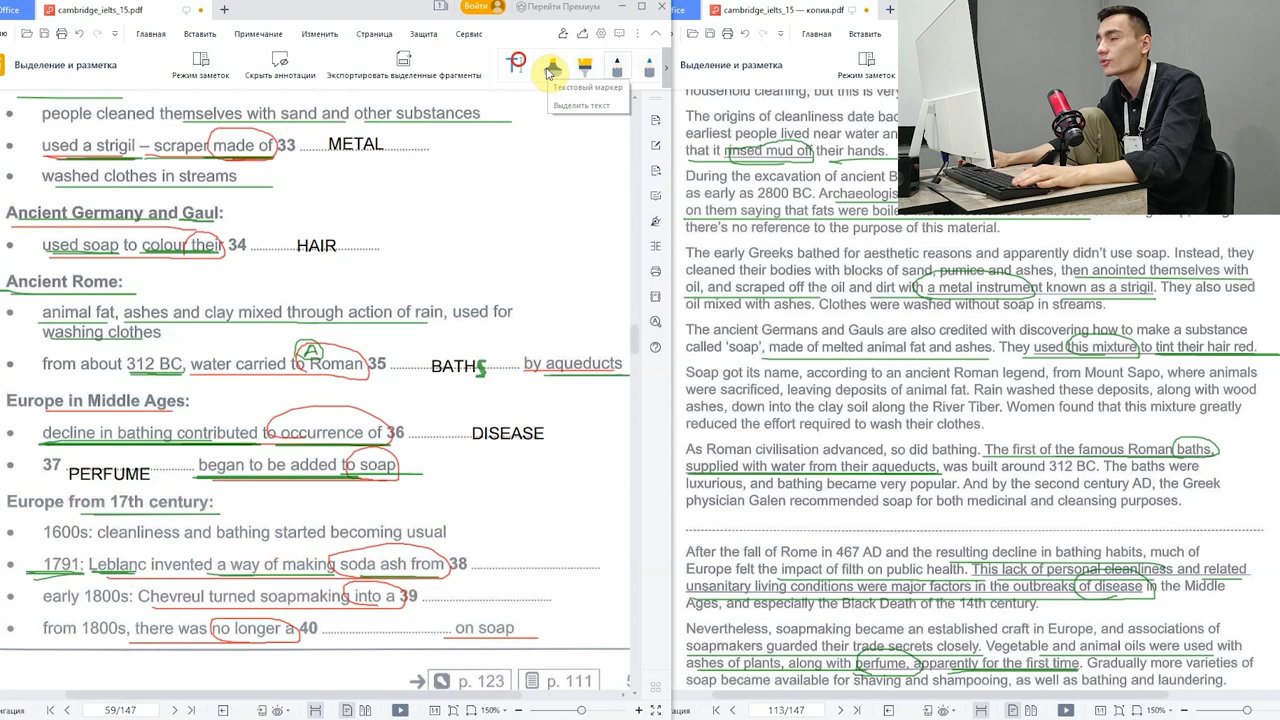 Office
cambridge_ielts_15.pdf
Войти
Перейти Премиум
Главная Вставить Примечание Изменить Страница Защита Сервис
Выделение и разметка
Режим заметок
Скрыть аннотации
Экспортировать выделенные фрагменты
Текстовый маркер
Выделить текст
• people cleaned themselves with sand and other substances
• used a strigil – scraper made of 33 .......... METAL ..........
• washed clothes in streams
Ancient Germany and Gaul:
• used soap to colour their 34 .......... HAIR ..........
Ancient Rome:
• animal fat, ashes and clay mixed through action of rain, used for
washing clothes
A
• from about 312 BC, water carried to Roman 35 .......... BATHS .......... by aqueducts
Europe in Middle Ages:
• decline in bathing contributed to occurrence of 36 .......... DISEASE
• 37 PERFUME .......... began to be added to soap
Europe from 17th century:
• 1600s: cleanliness and bathing started becoming usual
• 1791: Leblanc invented a way of making soda ash from 38 ..........
• early 1800s: Chevreul turned soapmaking into a 39 ..........
• from 1800s, there was no longer a 40 .......... on soap
p. 123 p. 111
игация
59/147
150%
Office
cambridge_ielts_15 — копия.pdf
Главная
Выделение и разметка
household cleaning, but this is very
The origins of cleanliness date bac
earliest people lived near water an
that it rinsed mud off their hands.
During the excavation of ancient B
as early as 2800 BC. Archaeologis
on them saying that fats were boile
there's no reference to the purpose of this material.
The early Greeks bathed for aesthetic reasons and apparently didn't use soap. Instead, they
cleaned their bodies with blocks of sand, pumice and ashes, then anointed themselves with
oil, and scraped off the oil and dirt with a metal instrument known as a strigil. They also used
oil mixed with ashes. Clothes were washed without soap in streams.
The ancient Germans and Gauls are also credited with discovering how to make a substance
called 'soap', made of melted animal fat and ashes. They used this mixture to tint their hair red.
Soap got its name, according to an ancient Roman legend, from Mount Sapo, where animals
were sacrificed, leaving deposits of animal fat. Rain washed these deposits, along with wood
ashes, down into the clay soil along the River Tiber. Women found that this mixture greatly
reduced the effort required to wash their clothes.
As Roman civilisation advanced, so did bathing. The first of the famous Roman baths,
supplied with water from their aqueducts, was built around 312 BC. The baths were
luxurious, and bathing became very popular. And by the second century AD, the Greek
physician Galen recommended soap for both medicinal and cleansing purposes.
After the fall of Rome in 467 AD and the resulting decline in bathing habits, much of
Europe felt the impact of filth on public health. This lack of personal cleanliness and related
unsanitary living conditions were major factors in the outbreaks of disease in the Middle
Ages, and especially the Black Death of the 14th century.
Nevertheless, soapmaking became an established craft in Europe, and associations of
soapmakers guarded their trade secrets closely. Vegetable and animal oils were used with
ashes of plants, along with perfume, apparently for the first time. Gradually more varieties of
soap became available for shaving and shampooing, as well as bathing and laundering.
игация
113/147
150%